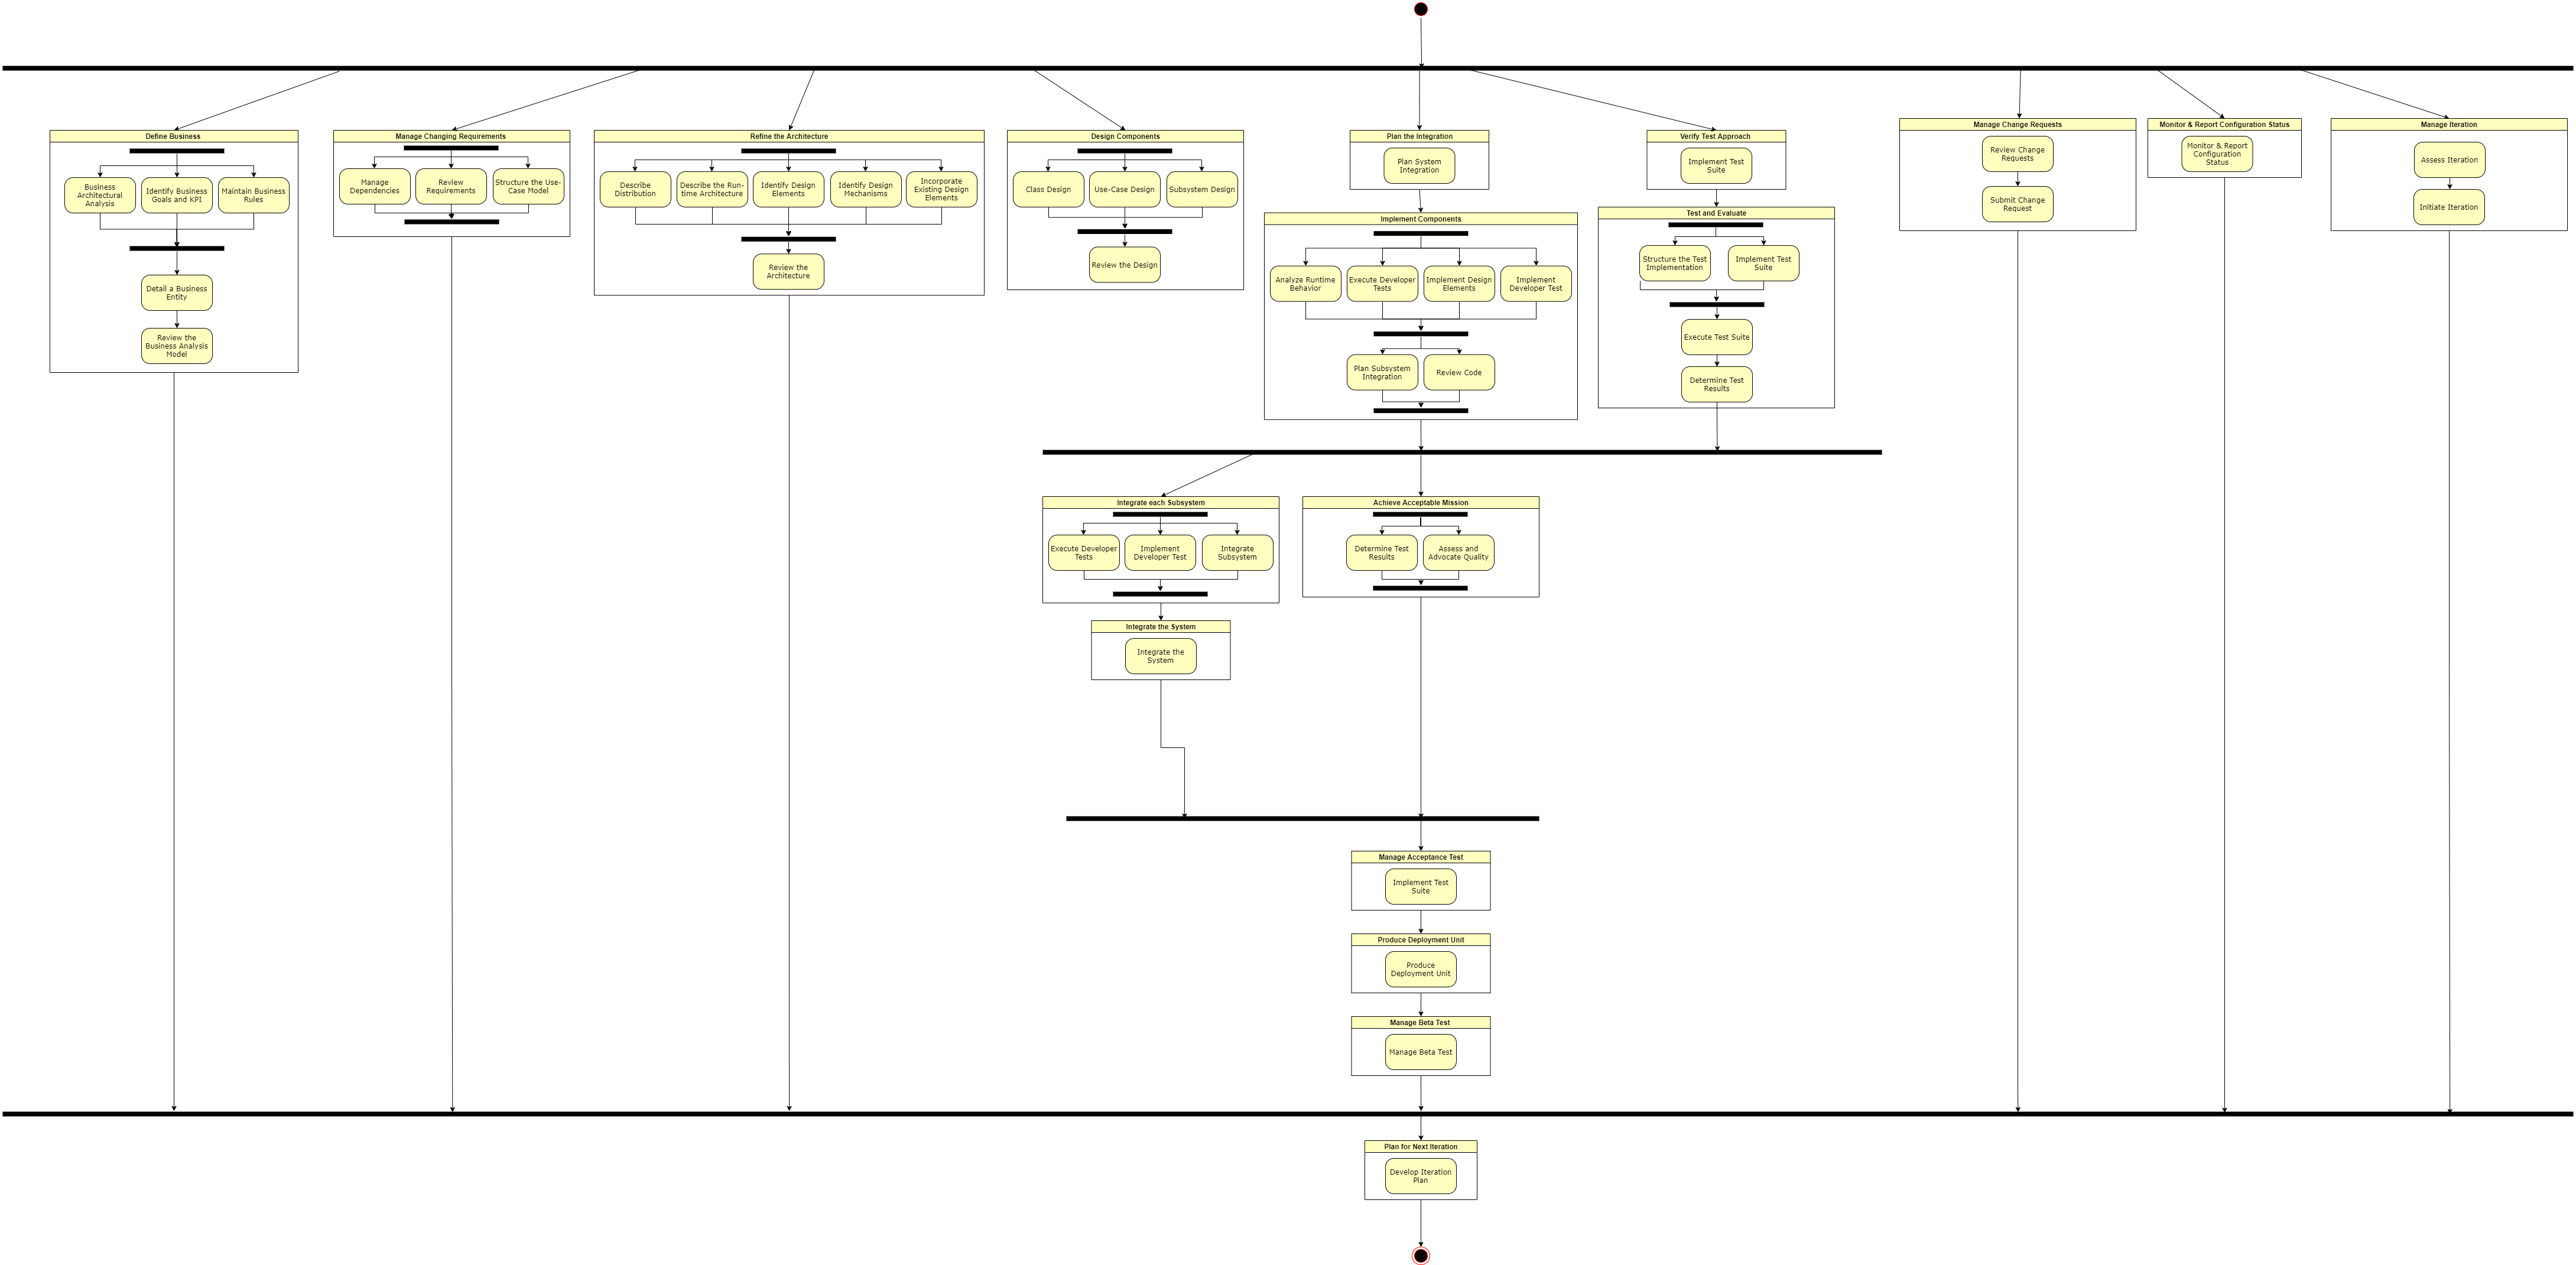 Define Business
Business
Architectural
Analysis
Identify Business
Goals and KPI
Maintain Business
Rules
Detail a Business
Entity
Review the
Business Analysis
Model
Manage Changing Requirements
Manage
Dependencies
Review
Requirements
Structure the Use-
Case Model
Refine the Architecture
Describe
Distribution
Describe the Run-
time Architecture
Identify Design
Elements
Identify Design
Mechanisms
Incorporate
Existing Design
Elements
Review the
Architecture
Design Components
Class Design
Use-Case Design
Subsystem Design
Review the Design
Plan the Integration
Plan System
Integration
Implement Components
Analyze Runtime
Behavior
Execute Developer
Tests
Implement Design
Elements
Implement
Developer Test
Plan Subsystem
Integration
Review Code
Verify Test Approach
Implement Test
Suite
Test and Evaluate
Structure the Test
Implementation
Implement Test
Suite
Execute Test Suite
Determine Test
Results
Manage Change Requests
Review Change
Requests
Submit Change
Request
Monitor & Report Configuration Status
Monitor & Report
Configuration
Status
Manage Iteration
Assess Iteration
Initiate Iteration
Integrate each Subsystem
Execute Developer
Tests
Implement
Developer Test
Integrate
Subsystem
Achieve Acceptable Mission
Determine Test
Results
Assess and
Advocate Quality
Integrate the System
Integrate the
System
Manage Acceptance Test
Implement Test
Suite
Produce Deployment Unit
Produce
Deployment Unit
Manage Beta Test
Manage Beta Test
Plan for Next Iteration
Develop Iteration
Plan